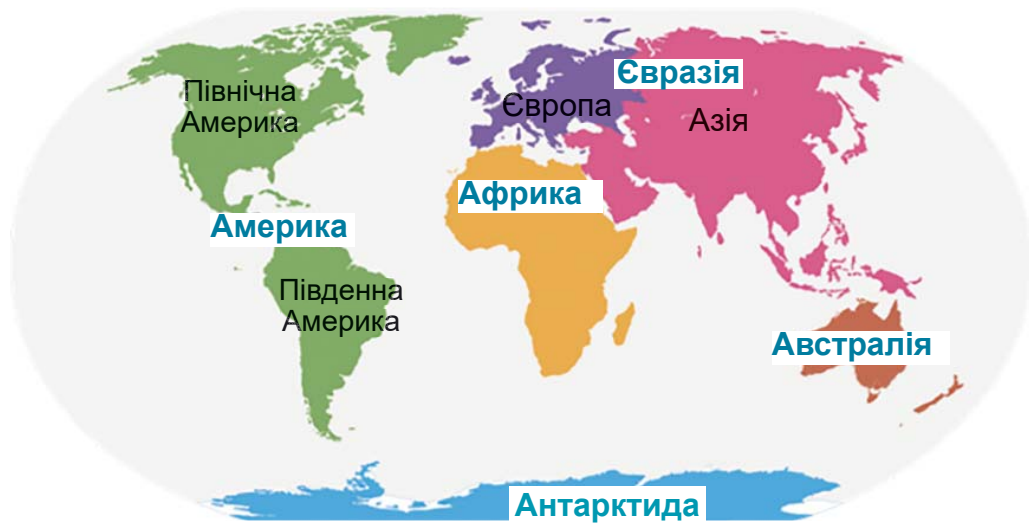 Північна
Америка
Євразія
Європа
Азія
Африка
Америка
Південна
Америка
Австралія
Антарктида